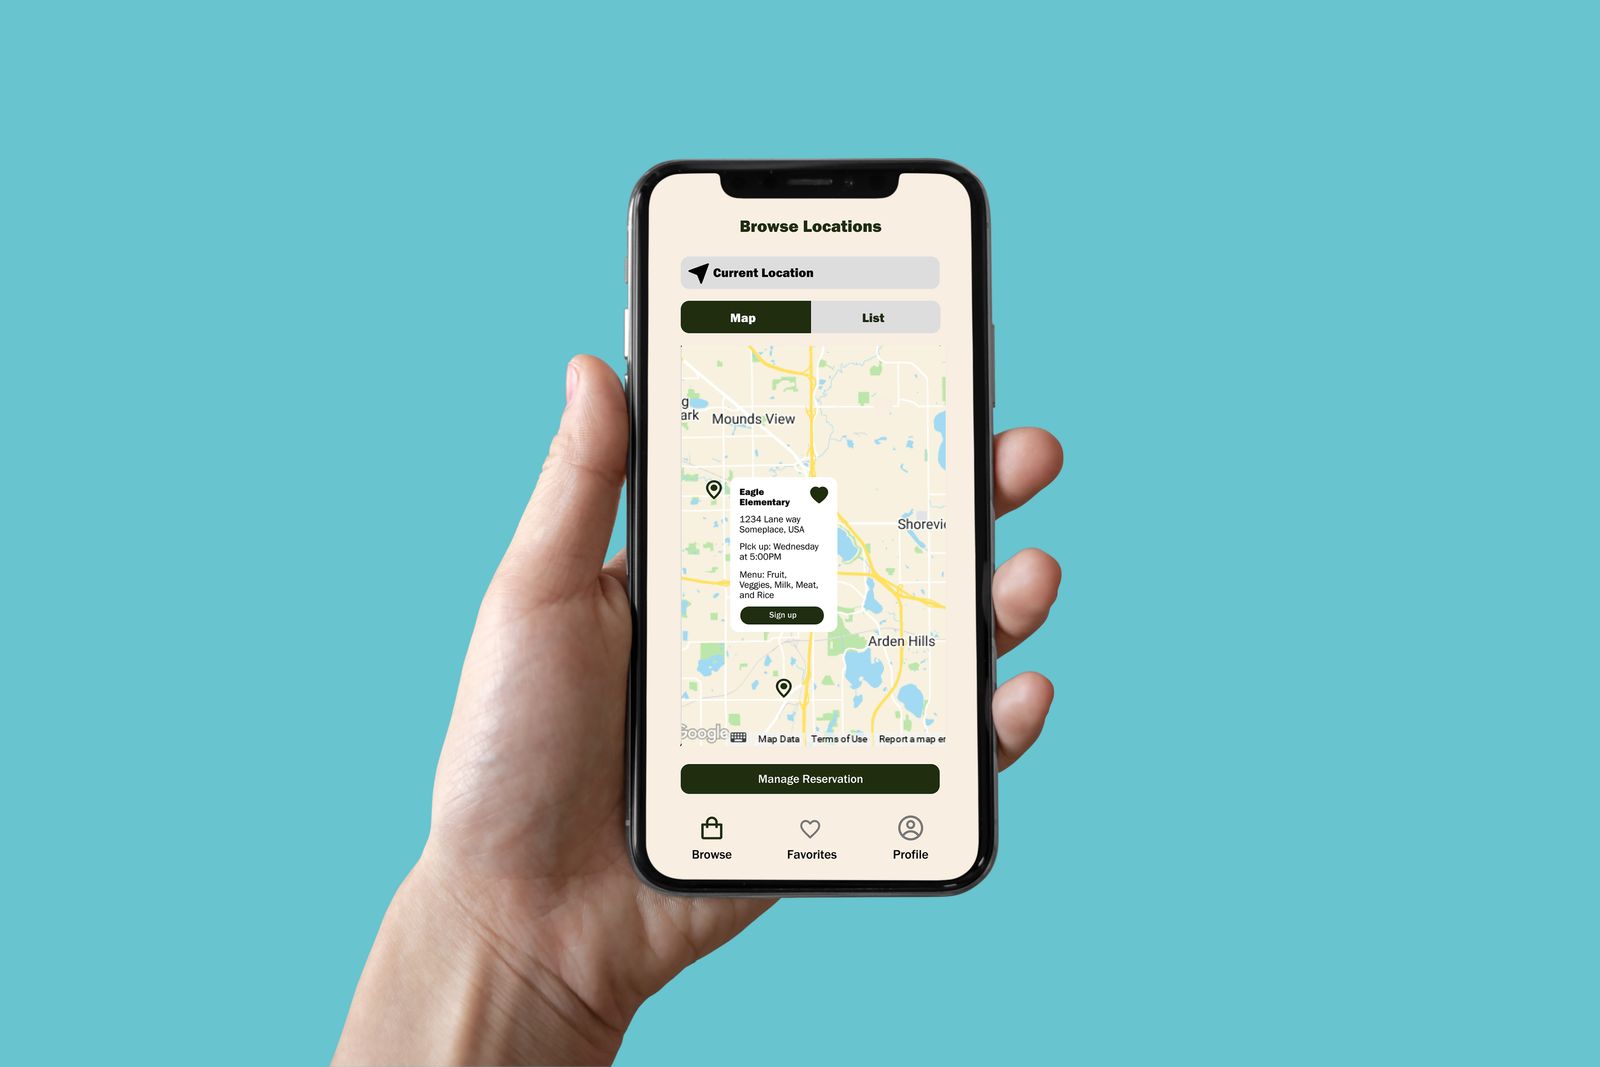 Browse Locations
Current Location
Map
List
g
ark
Mounds View
Eagle
Elementary
1234 Lane way
Someplace, USA
PIck up: Wednesday
at 5:00PM
Menu: Fruit,
Veggies, Milk, Meat,
and Rice
Sign up
Shorevie
Arden Hills
Google
Map Data
Terms of Use
Report a map er
Manage Reservation
Browse
Favorites
Profile